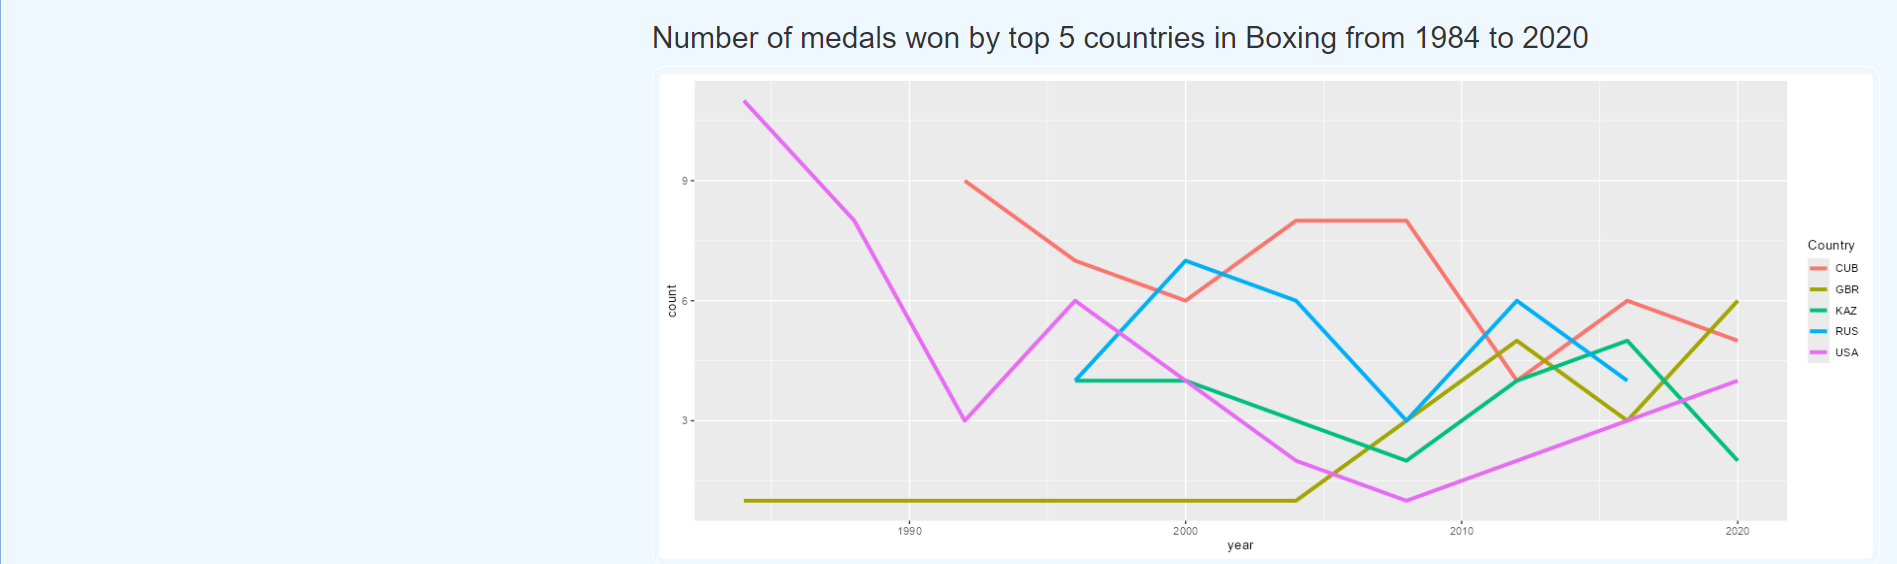 Number of medals won by top 5 countries in Boxing from 1984 to 2020
9
6
3
count
1990 2000 2010 2020
year
Country
CUB
GBR
KAZ
RUS
USA